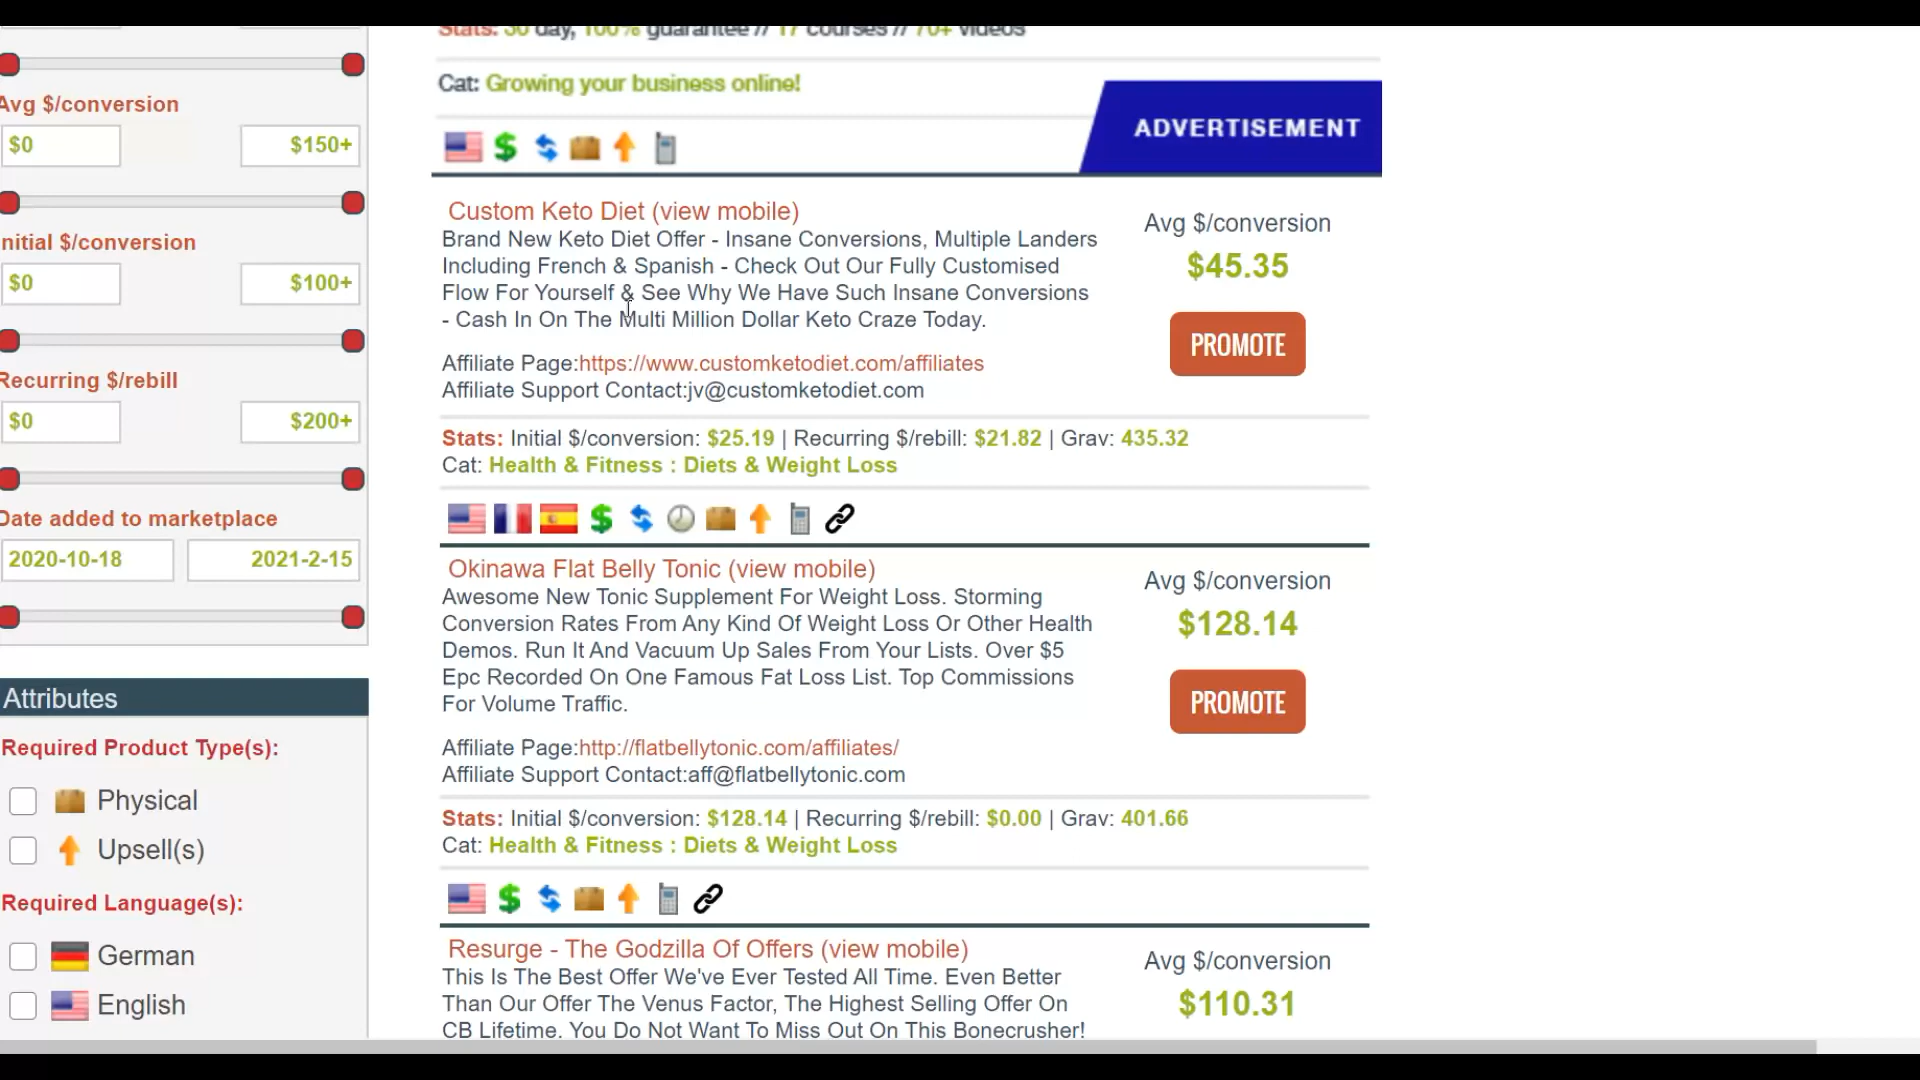 Avg $/conversion
$0
$150+
nitial $/conversion
$0
$100+
Recurring $/rebill
$0
$200+
Date added to marketplace
2020-10-18
2021-2-15
Attributes
Required Product Type(s):
Physical
Upsell(s)
Required Language(s):
German
English
Stats: 30 day, 100% guarantee // 17 courses // 70+ videos
Cat: Growing your business online!
ADVERTISEMENT
Custom Keto Diet (view mobile)
Brand New Keto Diet Offer - Insane Conversions, Multiple Landers
Including French & Spanish - Check Out Our Fully Customised
Flow For Yourself & See Why We Have Such Insane Conversions
- Cash In On The Multi Million Dollar Keto Craze Today.
Affiliate Page:https://www.customketodiet.com/affiliates
Affiliate Support Contact:jv@customketodiet.com
Avg $/conversion
$45.35
PROMOTE
Stats: Initial $/conversion: $25.19 | Recurring $/rebill: $21.82 | Grav: 435.32
Cat: Health & Fitness : Diets & Weight Loss
Okinawa Flat Belly Tonic (view mobile)
Awesome New Tonic Supplement For Weight Loss. Storming
Conversion Rates From Any Kind Of Weight Loss Or Other Health
Demos. Run It And Vacuum Up Sales From Your Lists. Over $5
Epc Recorded On One Famous Fat Loss List. Top Commissions
For Volume Traffic.
Affiliate Page:http://flatbellytonic.com/affiliates/
Affiliate Support Contact:aff@flatbellytonic.com
Avg $/conversion
$128.14
PROMOTE
Stats: Initial $/conversion: $128.14 | Recurring $/rebill: $0.00 | Grav: 401.66
Cat: Health & Fitness : Diets & Weight Loss
Resurge - The Godzilla Of Offers (view mobile)
This Is The Best Offer We've Ever Tested All Time. Even Better
Than Our Offer The Venus Factor, The Highest Selling Offer On
CB Lifetime. You Do Not Want To Miss Out On This Bonecrusher!
Avg $/conversion
$110.31